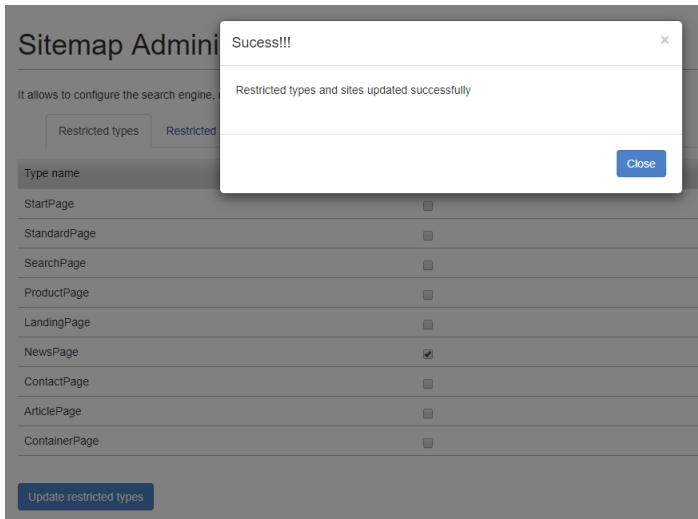 Sitemap Admini
Sucess!!!
×
It allows to configure the search engine,
Restricted types and sites updated successfully
Restricted types
Restricted
Close
Type name
StartPage
StandardPage
SearchPage
ProductPage
LandingPage
NewsPage
ContactPage
ArticlePage
ContainerPage
Update restricted types